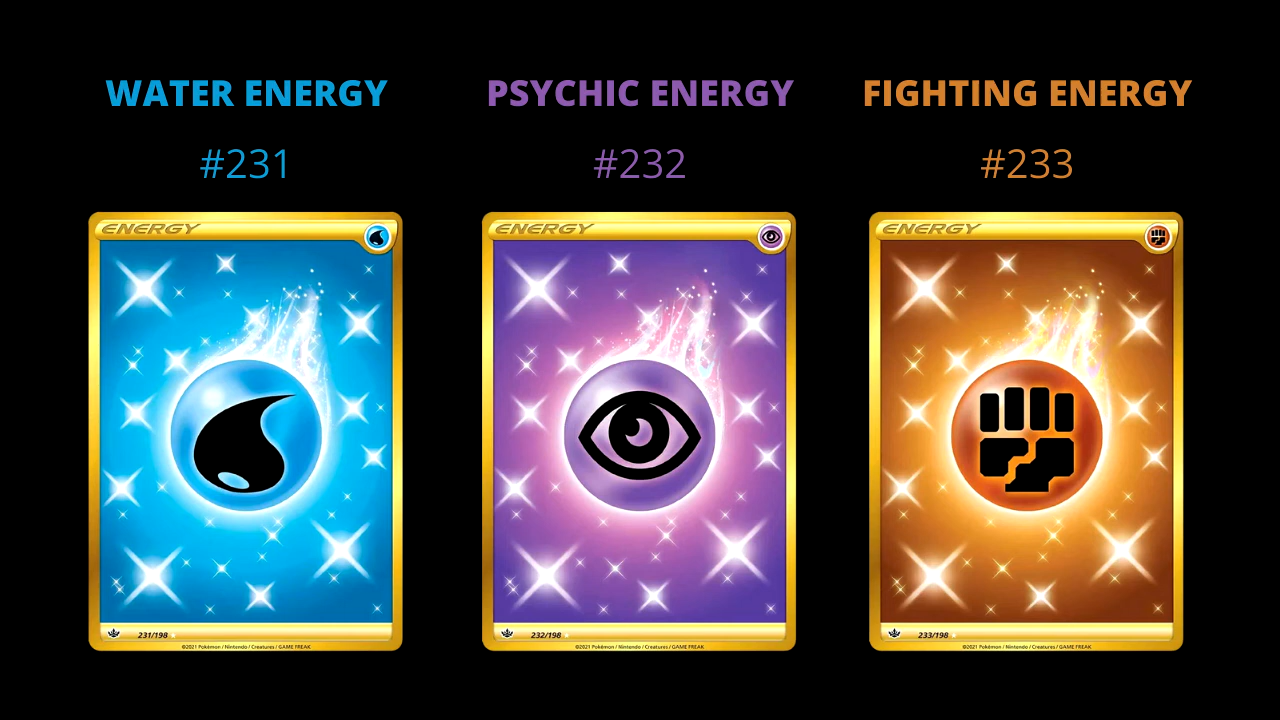 WATER ENERGY
#231
ENERGY
231/198
©2021 Pokémon / Nintendo / Creatures / GAME FREAK
PSYCHIC ENERGY
#232
ENERGY
232/198
©2021 Pokémon / Nintendo / Creatures / GAME FREAK
FIGHTING ENERGY
#233
ENERGY
233/198
©2021 Pokémon / Nintendo / Creatures / GAME FREAK